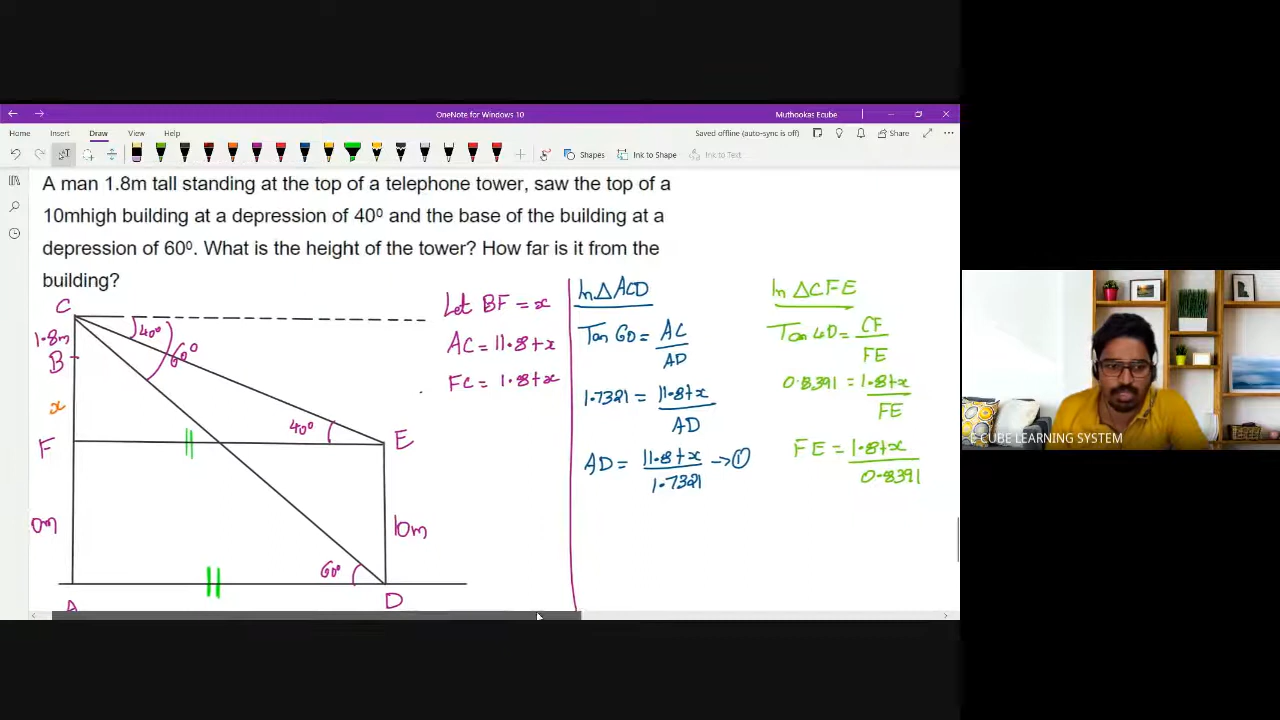 OneNote for Windows 10
Muthookas Ecube
Home Insert Draw View Help
Saved offline (auto-sync is off)
Share
Shapes
Ink to Shape
Ink to Text
A man 1.8m tall standing at the top of a telephone tower, saw the top of a
10mhigh building at a depression of 40⁰ and the base of the building at a
depression of 60⁰. What is the height of the tower? How far is it from the
building?
C
1.8m
B
x
F
0m
A
40°
60°
40°
E
10m
60°
D
Let BF = x
AC = 11.8+x
FC = 1.8+x
In △ACD
Tan 60 = AC
AD
1.7321 = 11.8+x
AD
AD = 11.8+x → ①
1.7321
In △CFE
Tan 40 = CF
FE
0.8391 = 1.8+x
FE
FE = 1.8+x
0.8391
E CUBE LEARNING SYSTEM